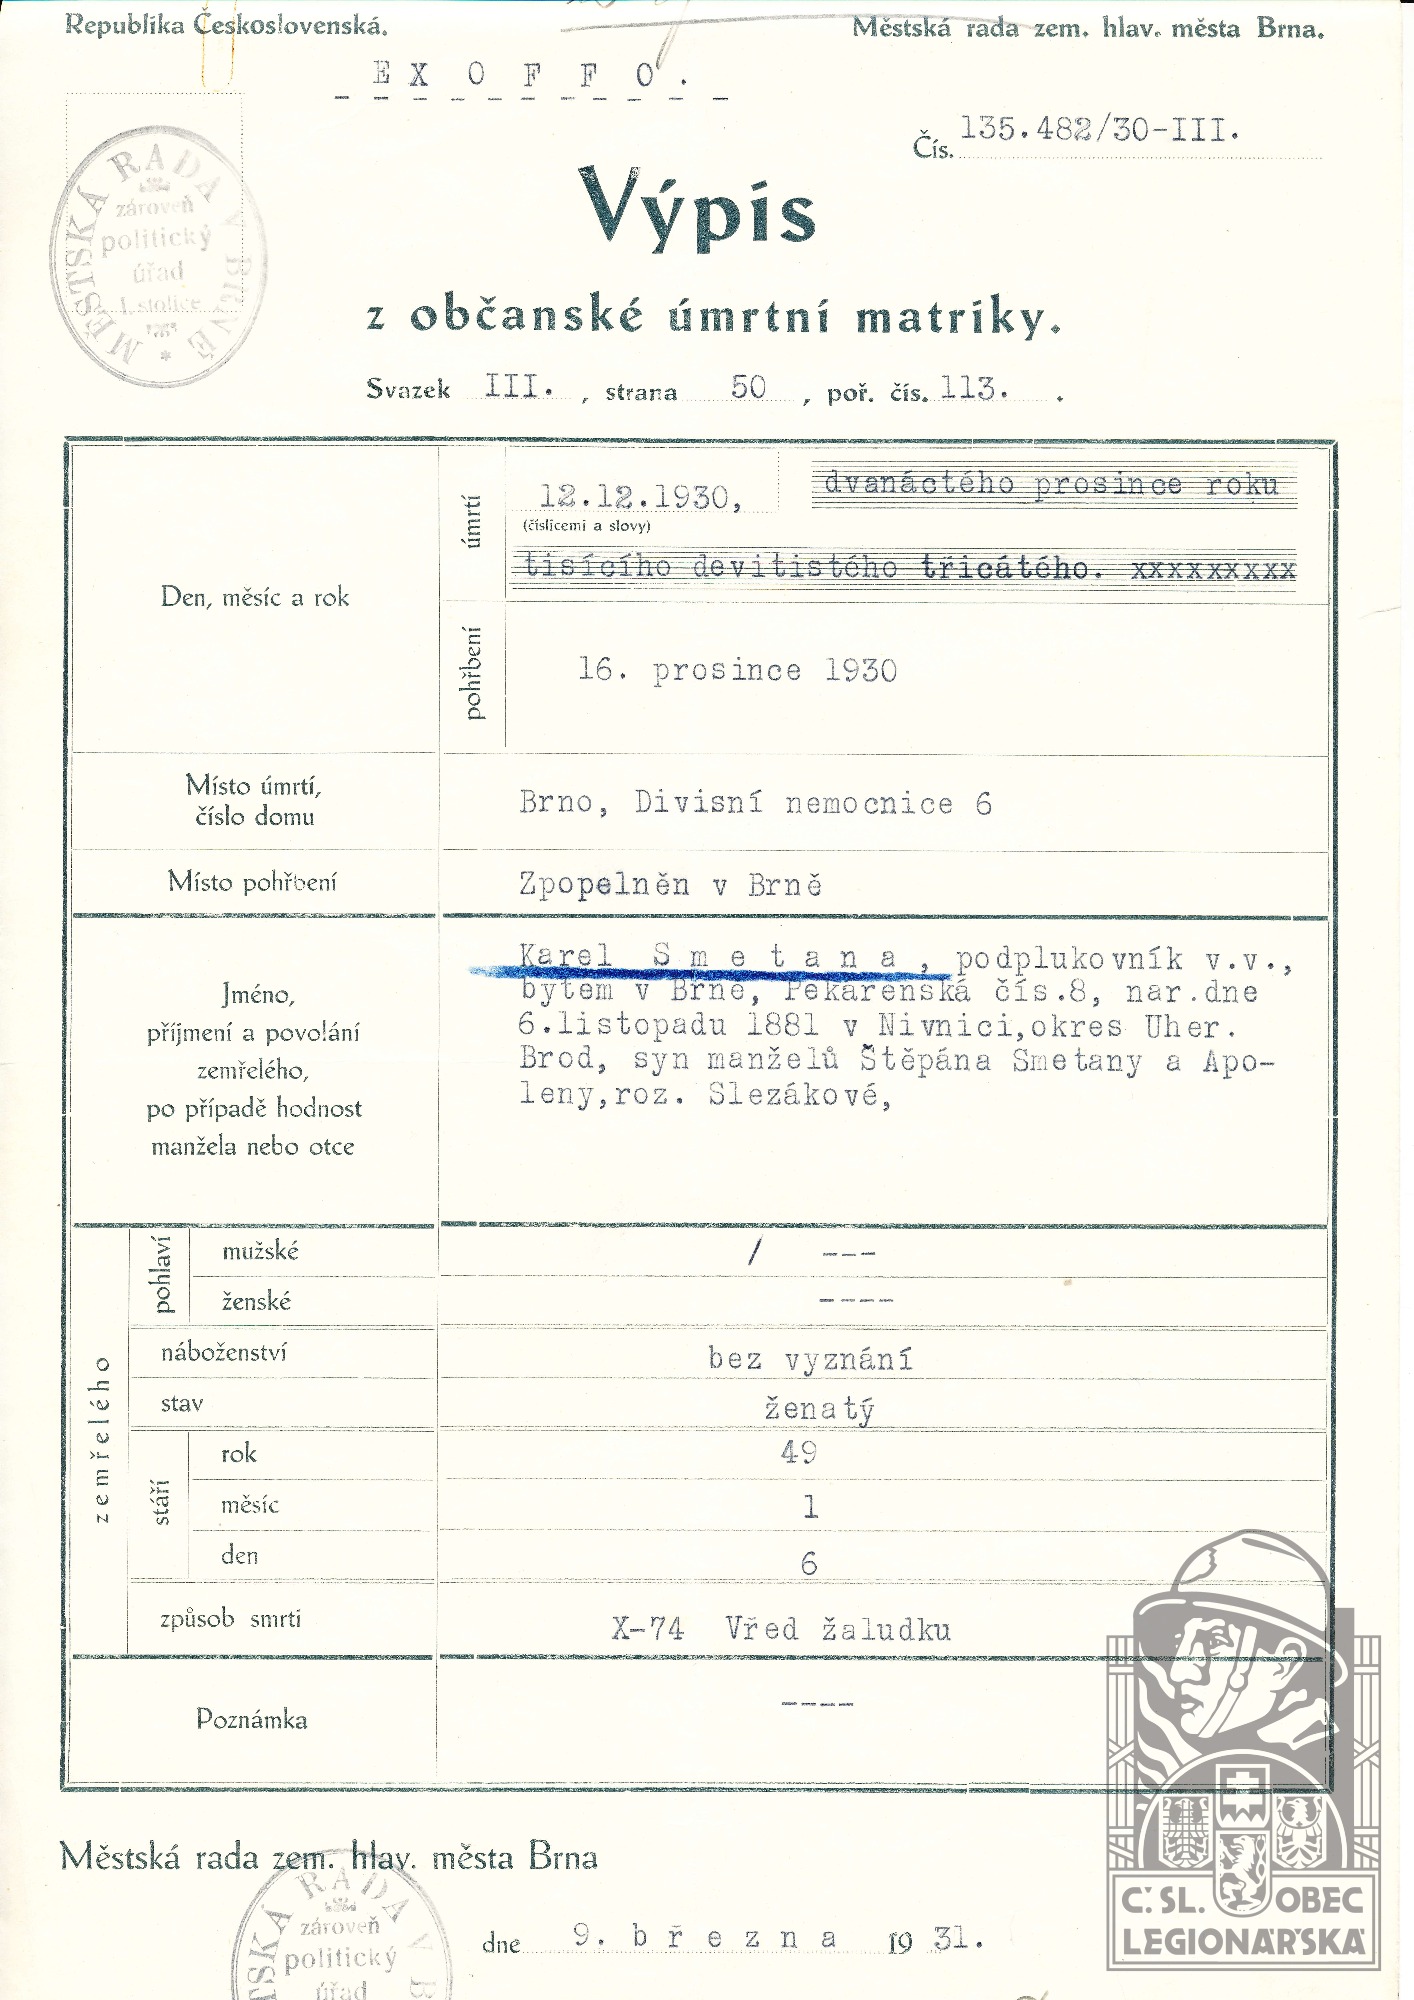 Republika Československá.
Městská rada zem. hlav. města Brna.
EX OFFO.
Čís. 135.482/30-III.
MĚSTSKÁ RADA V BRNĚ
zároveň
politický
úřad
I. stolice
Výpis
z občanské úmrtní matriky.
Svazek III. , strana 50 , poř. čís. 113. .
Den, měsíc a rok
úmrtí
12.12.1930, dvanáctého prosince roku
(číslicemi a slovy)
tisícího devítistého třicátého. xxxxxxxxx
pohřbení
16. prosince 1930
Místo úmrtí,
číslo domu
Brno, Divisní nemocnice 6
Místo pohřbení
Zpopelněn v Brně
Jméno,
příjmení a povolání
zemřelého,
po případě hodnost
manžela nebo otce
Karel Smetana, podplukovník v.v.,
bytem v Brně, Pekařenská čís.8, nar.dne
6.listopadu 1881 v Nivnici,okres Uher.
Brod, syn manželů Štěpána Smetany a Apo-
leny,roz. Slezákové,
zemřelého
pohlaví
mužské / ---
ženské ----
náboženství bez vyznání
stav ženatý
stáří
rok 49
měsíc 1
den 6
způsob smrti X-74 Vřed žaludku
Poznámka ----
Městská rada zem. hlav. města Brna
dne 9. března 1931.
zároveň
politický
úřad
Č.SL. OBEC
LEGIONÁŘSKÁ